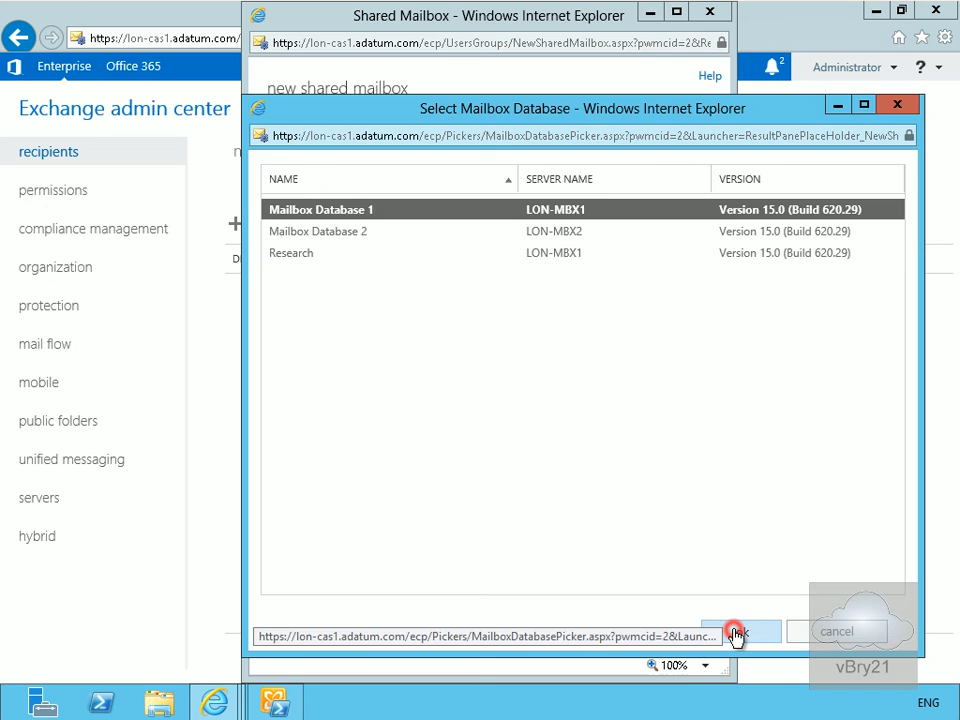 Shared Mailbox - Windows Internet Explorer
https://lon-cas1.adatum.com/
https://lon-cas1.adatum.com/ecp/UsersGroups/NewSharedMailbox.aspx?pwmcid=2&Re
Enterprise
Office 365
Help
2
Administrator
?
new shared mailbox
Exchange admin center
Select Mailbox Database - Windows Internet Explorer
https://lon-cas1.adatum.com/ecp/Pickers/MailboxDatabasePicker.aspx?pwmcid=2&Launcher=ResultPanePlaceHolder_NewSh
recipients
permissions
compliance management
organization
protection
mail flow
mobile
public folders
unified messaging
servers
hybrid
NAME SERVER NAME VERSION
Mailbox Database 1 LON-MBX1 Version 15.0 (Build 620.29)
Mailbox Database 2 LON-MBX2 Version 15.0 (Build 620.29)
Research LON-MBX1 Version 15.0 (Build 620.29)
https://lon-cas1.adatum.com/ecp/Pickers/MailboxDatabasePicker.aspx?pwmcid=2&Launc...
cancel
100%
vBry21
ENG